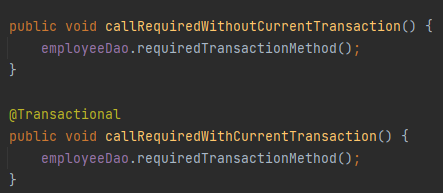 public void callRequiredWithoutCurrentTransaction() {
    employeeDao.requiredTransactionMethod();
}
@Transactional
public void callRequiredWithCurrentTransaction() {
    employeeDao.requiredTransactionMethod();
}